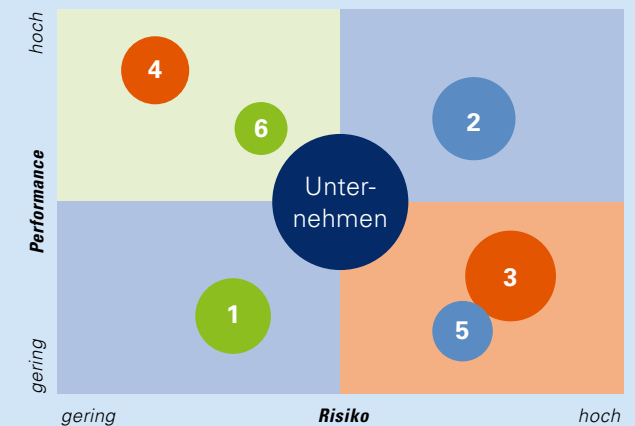 hoch
4
6
2
Performance
Unter-
nehmen
3
1
5
gering
gering
Risiko
hoch